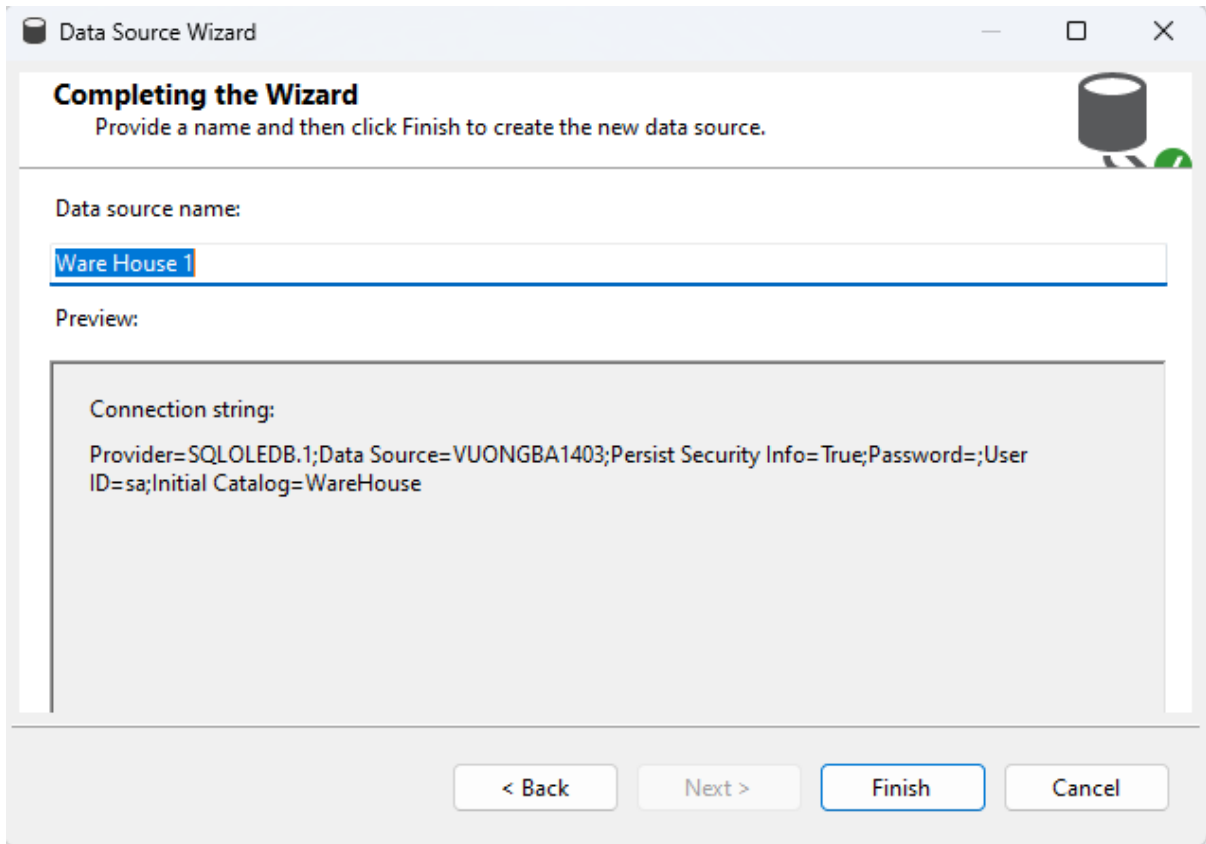 Data Source Wizard
Completing the Wizard
Provide a name and then click Finish to create the new data source.
Data source name:
Ware House 1
Preview:
Connection string:
Provider=SQLOLEDB.1;Data Source=VUONGBA1403;Persist Security Info=True;Password=;User
ID=sa;Initial Catalog=WareHouse
< Back
Next >
Finish
Cancel